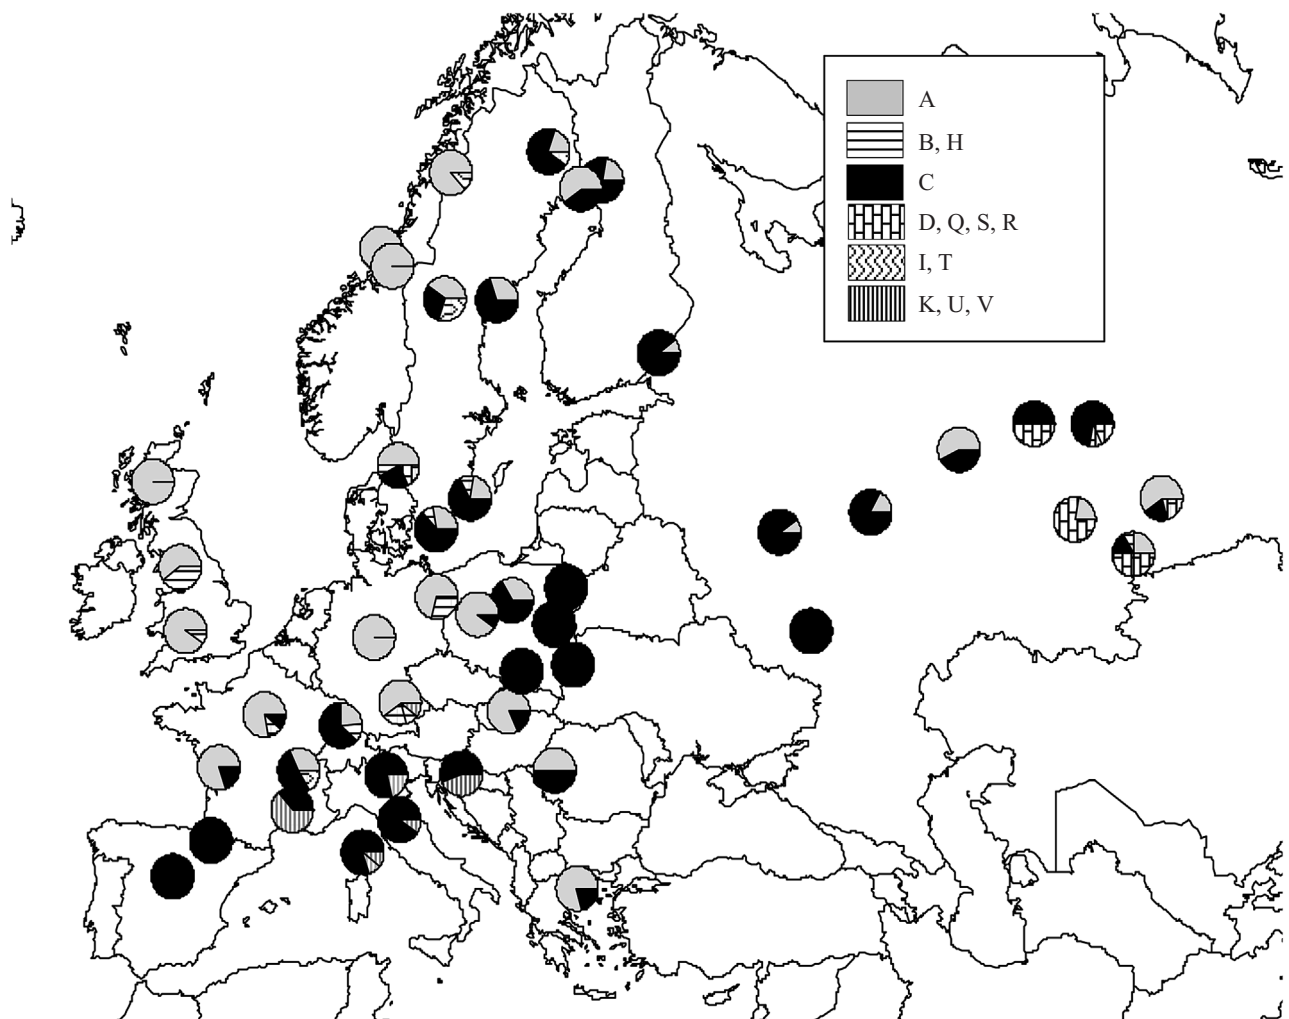 A
B, H
C
D, Q, S, R
I, T
K, U, V